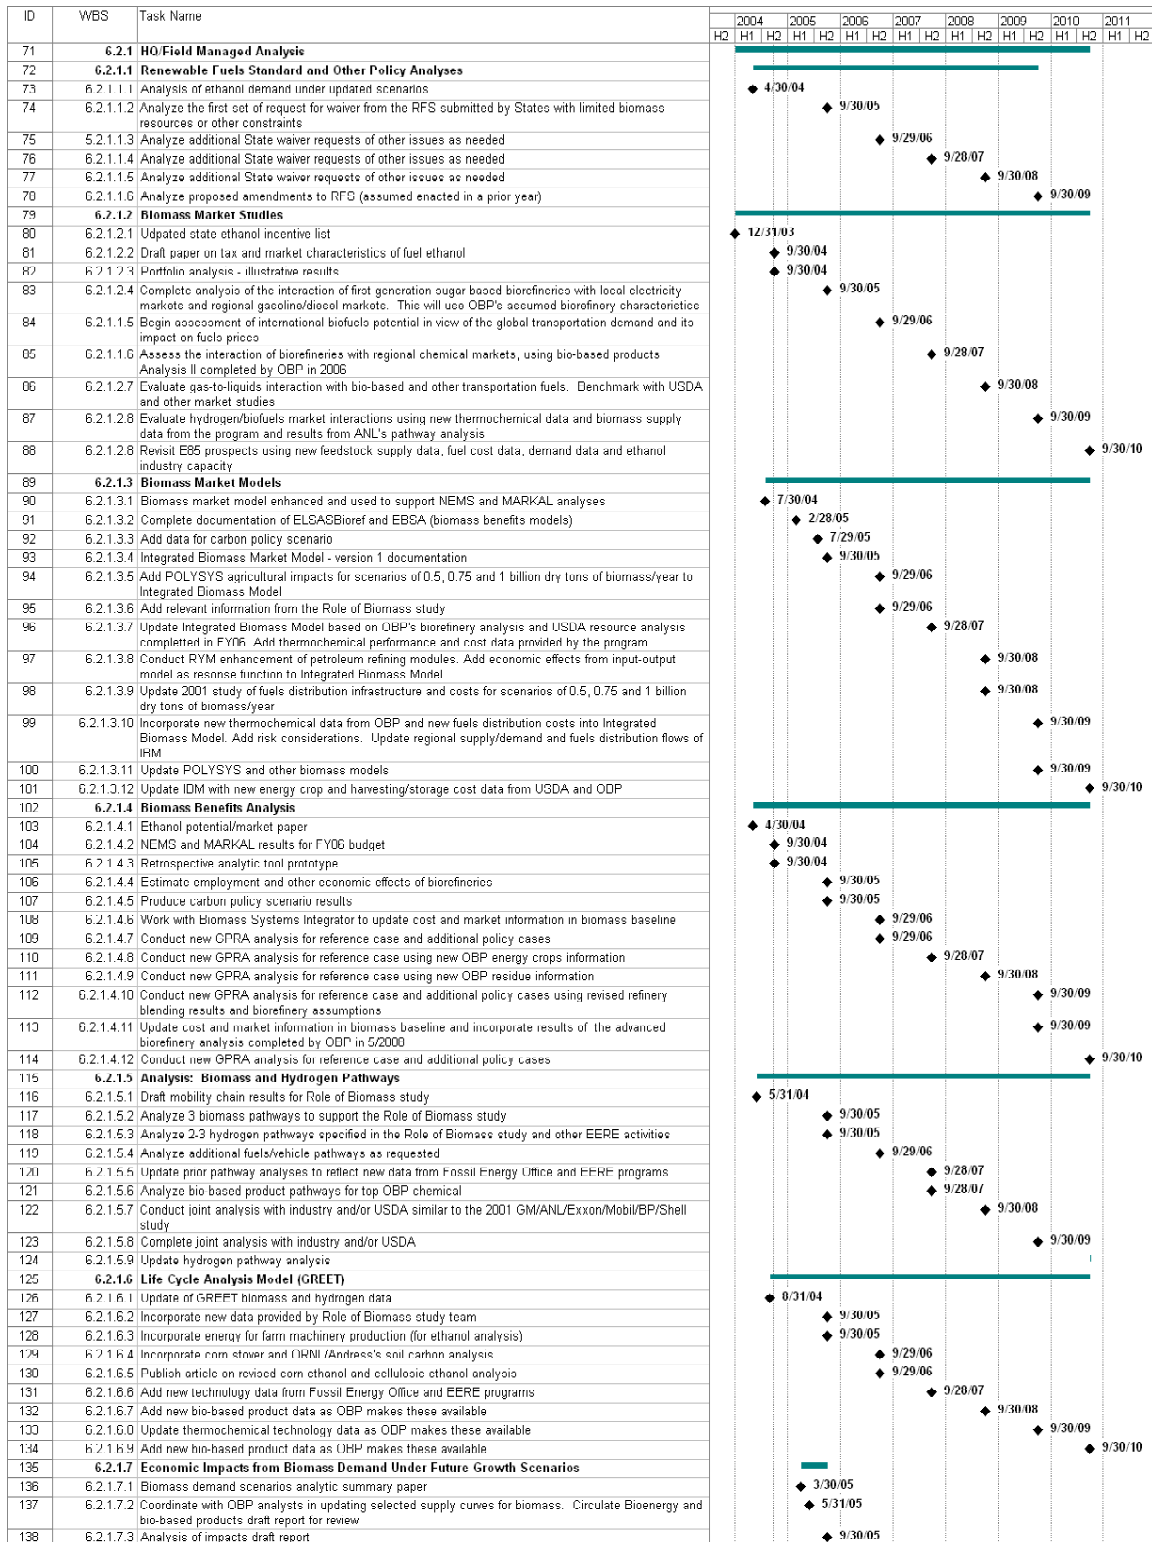 ID WBS Task Name
2004 2005 2006 2007 2008 2009 2010 2011
H2 H1 H2 H1 H2 H1 H2 H1 H2 H1 H2 H1 H2 H1 H2 H1 H2
71 6.2.1 HQ/Field Managed Analysis
72 6.2.1.1 Renewable Fuels Standard and Other Policy Analyses
73 6.2.1.1.1 Analysis of ethanol demand under updated scenarios 4/30/04
74 6.2.1.1.2 Analyze the first set of request for waiver from the RFS submitted by States with limited biomass 9/30/05
resources or other constraints
75 5.2.1.1.3 Analyze additional State waiver requests of other issues as needed 9/29/06
76 6.2.1.1.4 Analyze additional State waiver requests of other issues as needed 9/28/07
77 6.2.1.1.5 Analyze additional State waiver requests of other issues as needed 9/30/08
78 6.2.1.1.6 Analyze proposed amendments to RFS (assumed enacted in a prior year) 9/30/09
79 6.2.1.2 Biomass Market Studies
80 6.2.1.2.1 Udpated state ethanol incentive list 12/31/03
81 6.2.1.2.2 Draft paper on tax and market characteristics of fuel ethanol 9/30/04
82 6.2.1.2.3 Portfolio analysis - illustrative results 9/30/04
83 6.2.1.2.4 Complete analysis of the interaction of first generation sugar based biorefineries with local electricity 9/30/05
markets and regional gasoline/diesel markets. This will use OBP's assumed biorefinery characteristics
84 6.2.1.1.5 Begin assessment of international biofuels potential in view of the global transportation demand and its 9/29/06
impact on fuels prices
85 6.2.1.1.6 Assess the interaction of biorefineries with regional chemical markets, using bio-based products 9/28/07
Analysis II completed by OBP in 2006
86 6.2.1.2.7 Evaluate gas-to-liquids interaction with bio-based and other transportation fuels. Benchmark with USDA 9/30/08
and other market studies
87 6.2.1.2.8 Evaluate hydrogen/biofuels market interactions using new thermochemical data and biomass supply 9/30/09
data from the program and results from ANL's pathway analysis
88 6.2.1.2.8 Revisit E85 prospects using new feedstock supply data, fuel cost data, demand data and ethanol 9/30/10
industry capacity
89 6.2.1.3 Biomass Market Models
90 6.2.1.3.1 Biomass market model enhanced and used to support NEMS and MARKAL analyses 7/30/04
91 6.2.1.3.2 Complete documentation of ELSASBioref and EBSA (biomass benefits models) 2/28/05
92 6.2.1.3.3 Add data for carbon policy scenario 7/29/05
93 6.2.1.3.4 Integrated Biomass Market Model - version 1 documentation 9/30/05
94 6.2.1.3.5 Add POLYSYS agricultural impacts for scenarios of 0.5, 0.75 and 1 billion dry tons of biomass/year to 9/29/06
Integrated Biomass Model
95 6.2.1.3.6 Add relevant information from the Role of Biomass study 9/29/06
96 6.2.1.3.7 Update Integrated Biomass Model based on OBP's biorefinery analysis and USDA resource analysis 9/28/07
completted in FY06. Add thermochemical performance and cost data provided by the program
97 6.2.1.3.8 Conduct RYM enhancement of petroleum refining modules. Add economic effects from input-output 9/30/08
model as resonse function to Integrated Biomass Model
98 6.2.1.3.9 Update 2001 study of fuels distribution infrastructure and costs for scenarios of 0.5, 0.75 and 1 billion 9/30/08
dry tons of biomass/year
99 6.2.1.3.10 Incorporate new thermochemical data from OBP and new fuels distribution costs into Integrated 9/30/09
Biomass Model. Add risk considerations. Update regional supply/demand and fuels distribution flows of
IBM
100 6.2.1.3.11 Update POLYSYS and other biomass models 9/30/09
101 6.2.1.3.12 Update IBM with new energy crop and harvesting/storage cost data from USDA and OBP 9/30/10
102 6.2.1.4 Biomass Benefits Analysis
103 6.2.1.4.1 Ethanol potential/market paper 4/30/04
104 6.2.1.4.2 NEMS and MARKAL results for FY06 budget 9/30/04
105 6.2.1.4.3 Retrospective analytic tool prototype 9/30/04
106 6.2.1.4.4 Estimate employment and other economic effects of biorefineries 9/30/05
107 6.2.1.4.5 Produce carbon policy scenario results 9/30/05
108 6.2.1.4.6 Work with Biomass Systems Integrator to update cost and market information in biomass baseline 9/29/06
109 6.2.1.4.7 Conduct new GPRA analysis for reference case and additional policy cases 9/29/06
110 6.2.1.4.8 Conduct new GPRA analysis for reference case using new OBP energy crops information 9/28/07
111 6.2.1.4.9 Conduct new GPRA analysis for reference case using new OBP residue information 9/30/08
112 6.2.1.4.10 Conduct new GPRA analysis for reference case and additional policy cases using revised refinery 9/30/09
blending results and biorefinery assumptions
113 6.2.1.4.11 Update cost and market information in biomass baseline and incorporate results of the advanced 9/30/09
biorefinery analysis completed by OBP in 5/2008
114 6.2.1.4.12 Conduct new GPRA analysis for reference case and additional policy cases 9/30/10
115 6.2.1.5 Analysis: Biomass and Hydrogen Pathways
116 6.2.1.5.1 Draft mobility chain results for Role of Biomass study 5/31/04
117 6.2.1.5.2 Analyze 3 biomass pathways to support the Role of Biomass study 9/30/05
118 6.2.1.5.3 Analyze 2-3 hydrogen pathways specified in the Role of Biomass study and other EERE activities 9/30/05
119 6.2.1.5.4 Analyze additional fuels/vehicle pathways as requested 9/29/06
120 6.2.1.5.5 Update prior pathway analyses to reflect new data from Fossil Energy Office and EERE programs 9/28/07
121 6.2.1.5.6 Analyze bio based product pathways for top OBP chemical 9/28/07
122 6.2.1.5.7 Conduct joint analysis with industry and/or USDA similar to the 2001 GM/ANL/Exxon/Mobil/BP/Shell 9/30/08
study
123 6.2.1.5.8 Complete joint analysis with industry and/or USDA 9/30/09
124 6.2.1.5.9 Update hydrogen pathway analysis
125 6.2.1.6 Life Cycle Analysis Model (GREET)
126 6.2.1.6.1 Update of GREET biomass and hydrogen data 8/31/04
127 6.2.1.6.2 Incorporate new data provided by Role of Biomass study team 9/30/05
128 6.2.1.6.3 Incorporate energy for farm machinery production (for ethanol analysis) 9/30/05
129 6.2.1.6.4 Incorporate corn stover and ORNL/Andress's soil carbon analysis 9/29/06
130 6.2.1.6.5 Publish article on revised corn ethanol and cellulosic ethanol analysis 9/29/06
131 6.2.1.6.6 Add new technology data from Fossil Energy Office and EERE programs 9/28/07
132 6.2.1.6.7 Add new bio-based product data as OBP makes these available 9/30/08
133 6.2.1.6.8 Update thermochemical technology data as OBP makes these available 9/30/09
134 6.2.1.6.9 Add new bio-based product data as OBP makes these available 9/30/10
135 6.2.1.7 Economic Impacts from Biomass Demand Under Future Growth Scenarios
136 6.2.1.7.1 Biomass demand scenarios analytic summary paper 3/30/05
137 6.2.1.7.2 Coordinate with OBP analysts in updating selected supply curves for biomass. Circulate Bioenergy and 5/31/05
bio-based products draft report for review
138 6.2.1.7.3 Analysis of impacts draft report 9/30/05